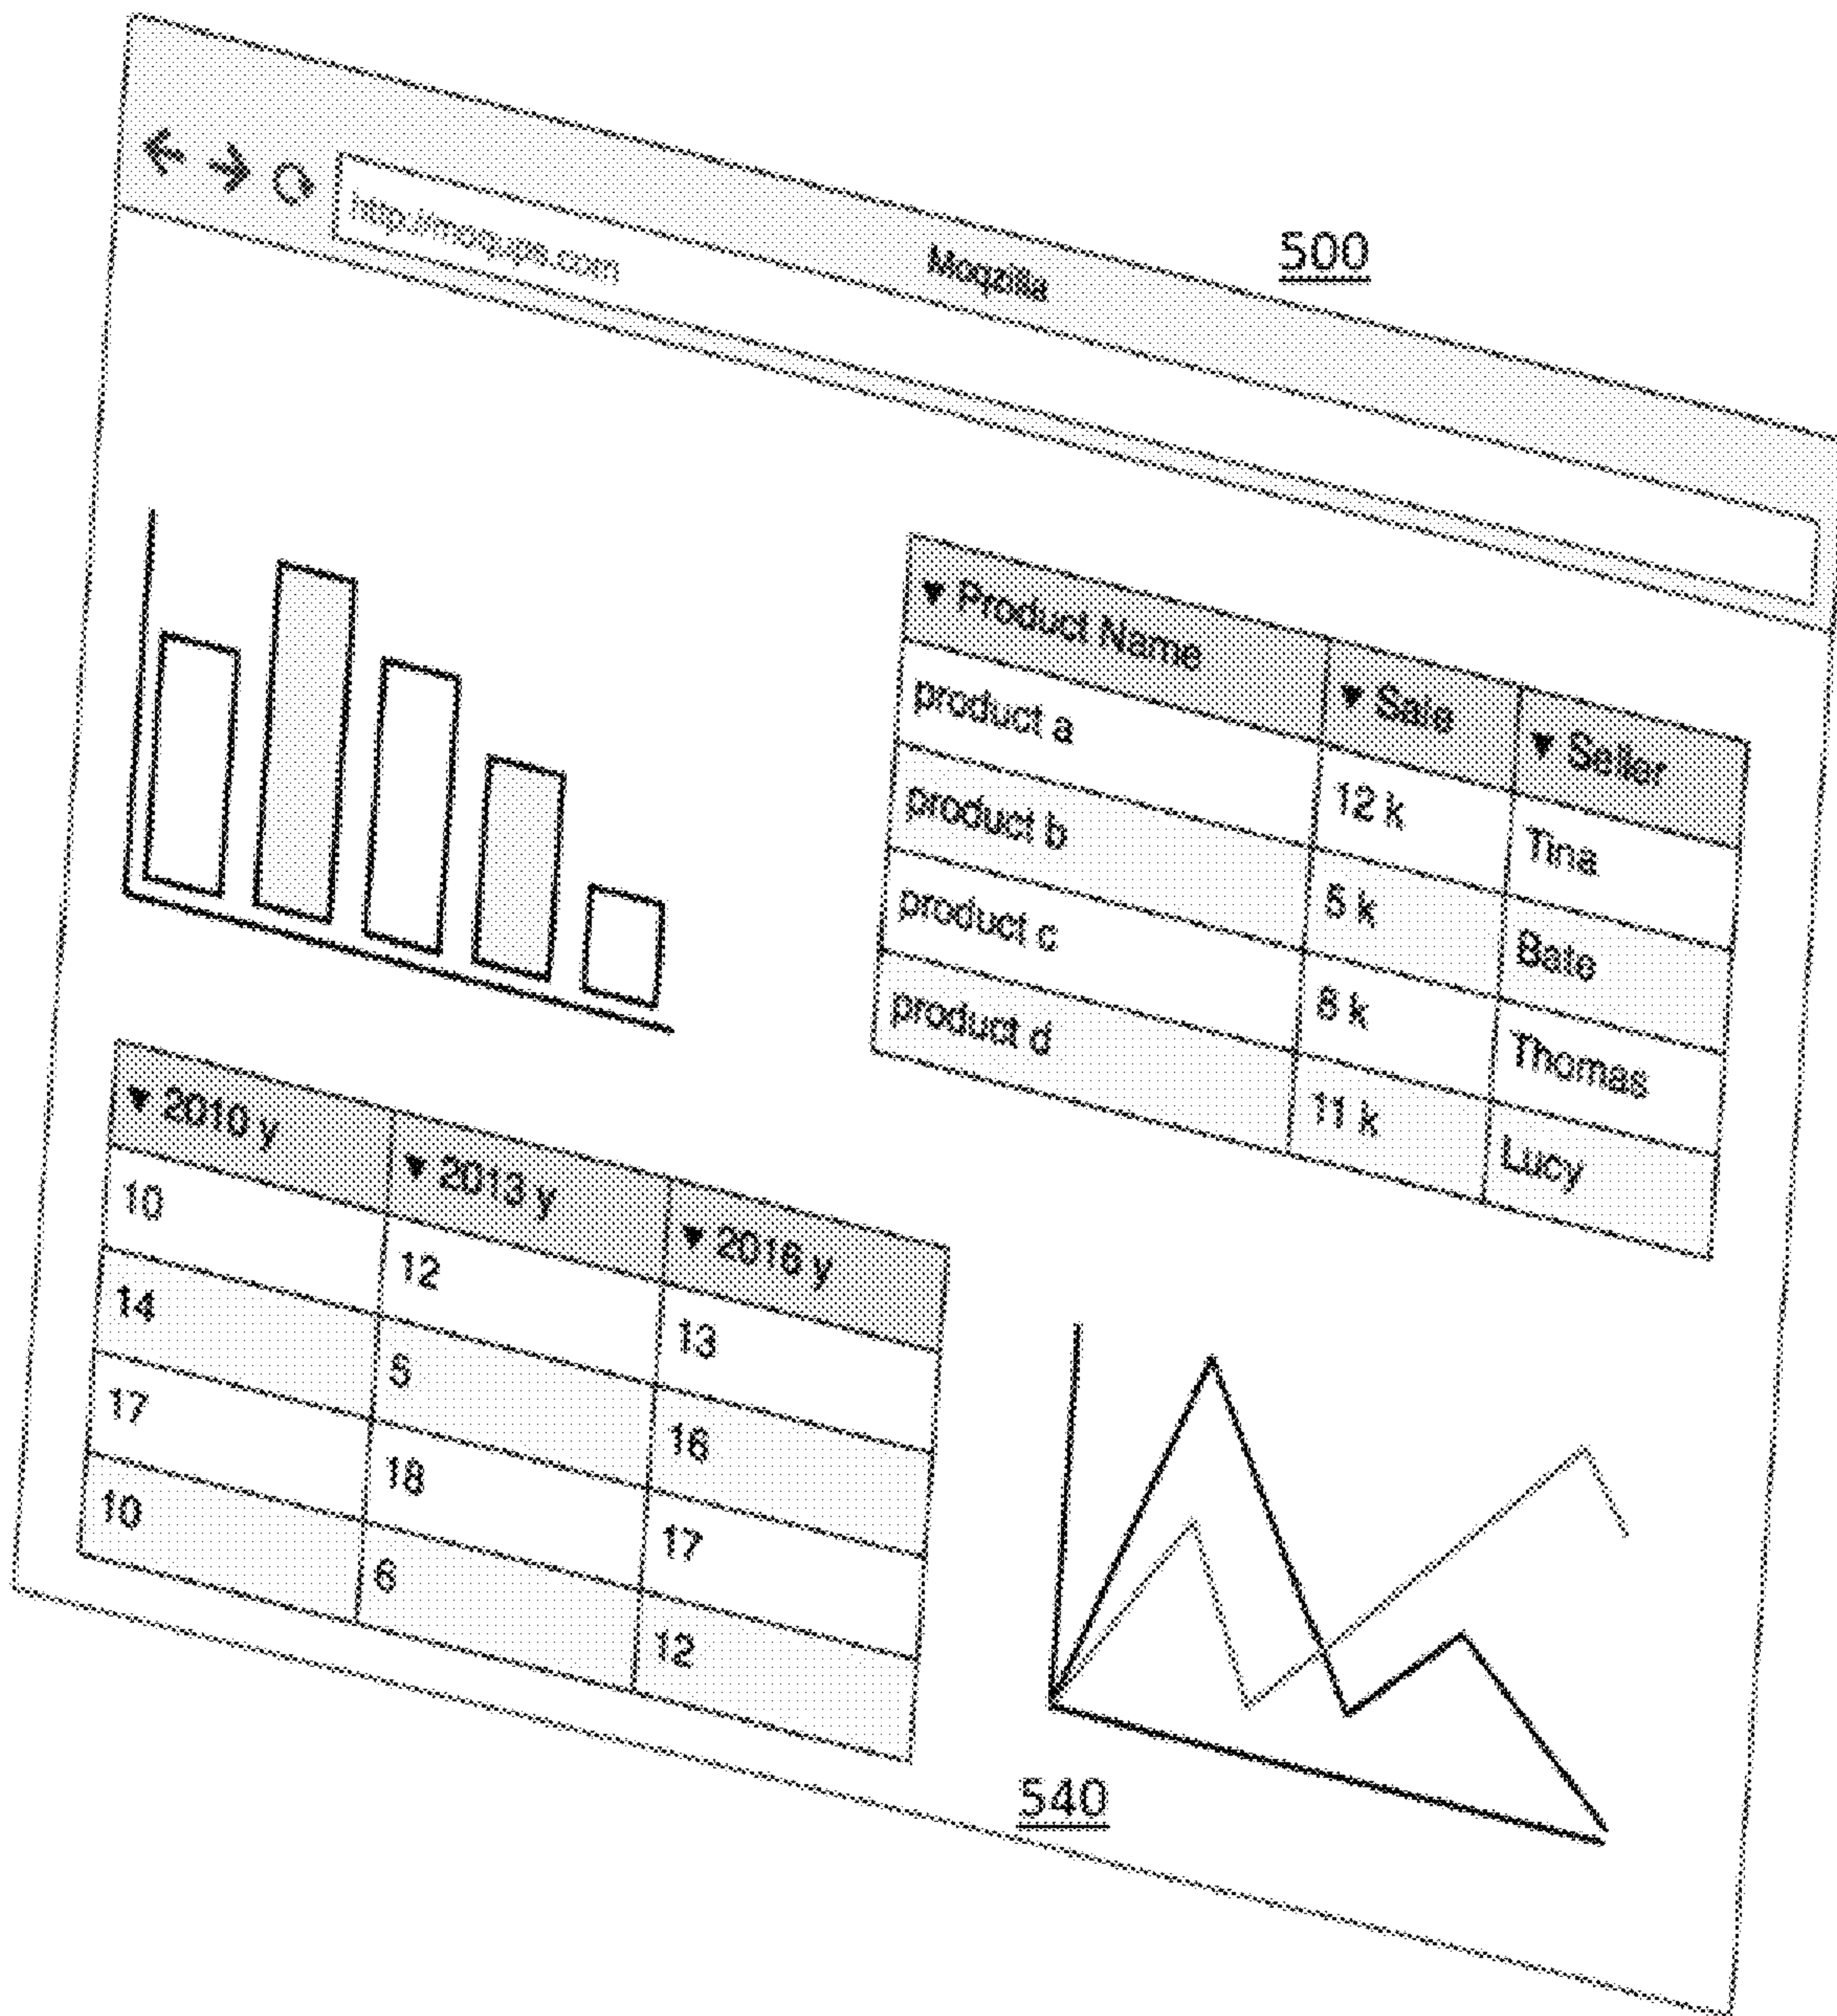 500
Moqzilla
http://moqups.com
▼ Product Name ▼ Sale ▼ Seller
product a 12 k Tina
product b 5 k Bate
product c 8 k Thomas
product d 11 k Lucy
▼ 2010 y ▼ 2013 y ▼ 2016 y
10 12 13
14 5 16
17 18 17
10 6 12
540